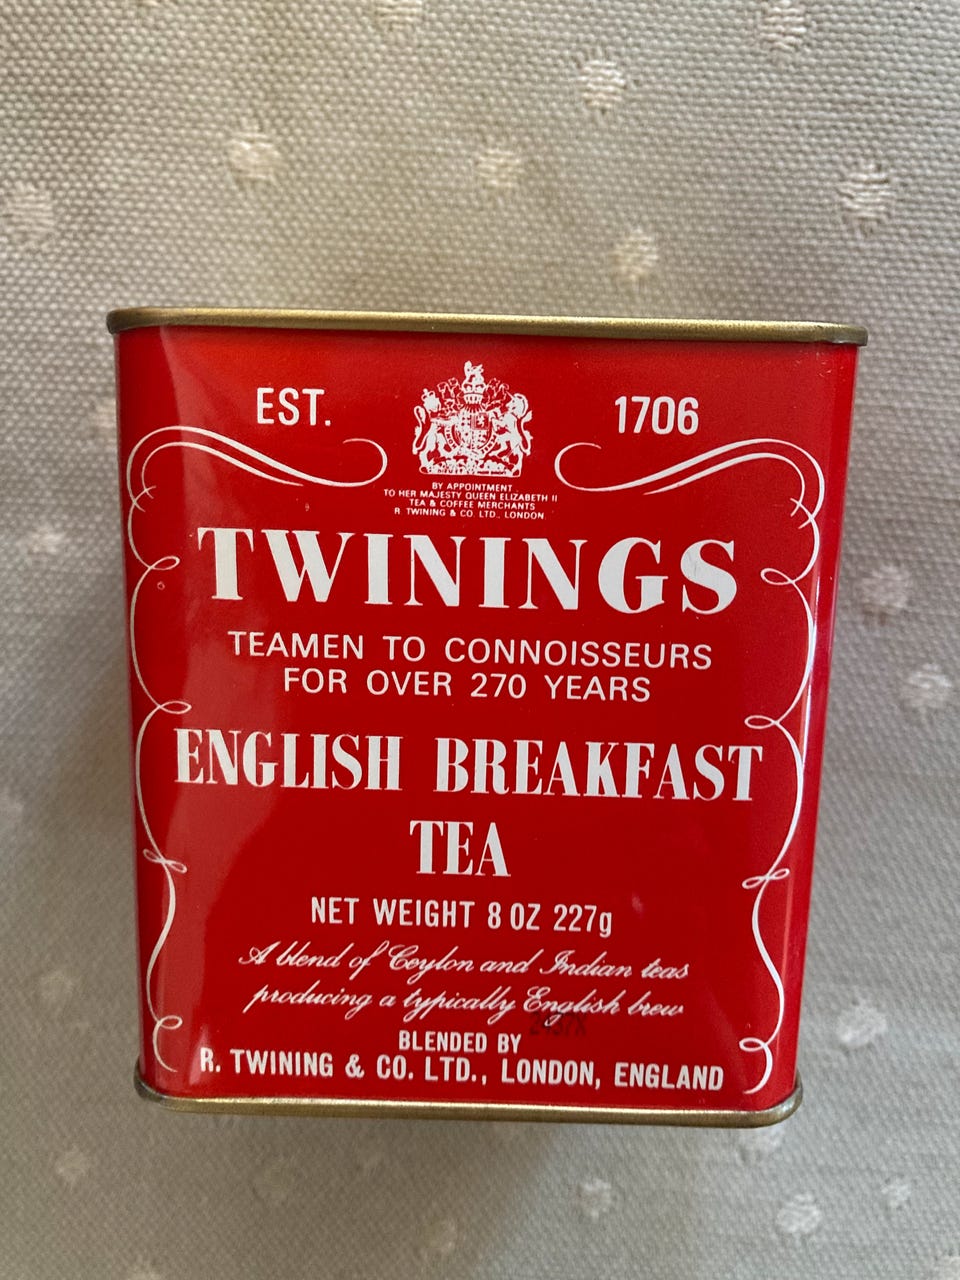 EST. 1706
BY APPOINTMENT
TO HER MAJESTY QUEEN ELIZABETH II
TEA & COFFEE MERCHANTS
R. TWINING & CO. LTD., LONDON.
TWININGS
TEAMEN TO CONNOISSEURS
FOR OVER 270 YEARS
ENGLISH BREAKFAST
TEA
NET WEIGHT 8 OZ 227g
A blend of Ceylon and Indian teas
producing a typically English brew
BLENDED BY
R. TWINING & CO. LTD., LONDON, ENGLAND